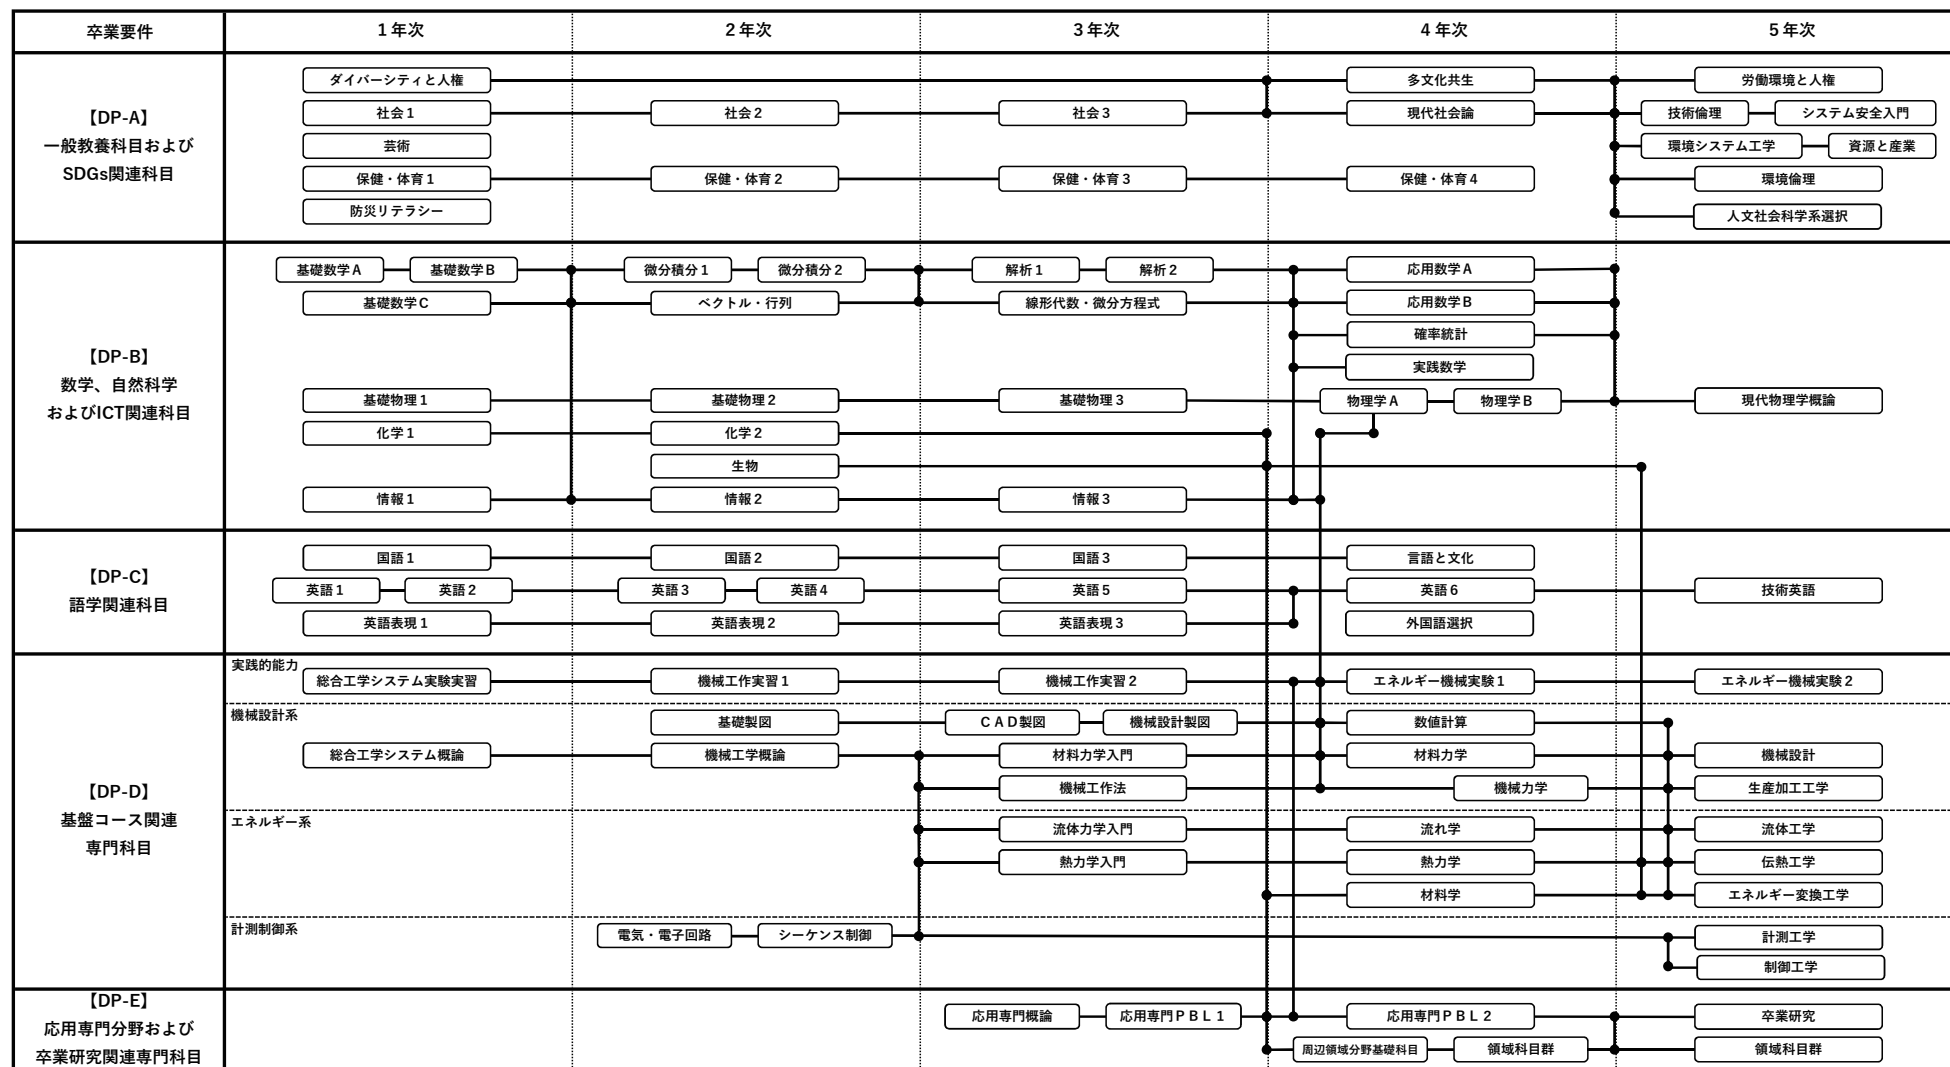 卒業要件
1年次
2年次
3年次
4年次
5年次
【DP-A】
一般教養科目および
SDGs関連科目
ダイバーシティと人権
多文化共生
労働環境と人権
社会1
社会2
社会3
現代社会論
技術倫理
システム安全入門
芸術
環境システム工学
資源と産業
保健・体育1
保健・体育2
保健・体育3
保健・体育4
環境倫理
防災リテラシー
人文社会科学系選択
【DP-B】
数学、自然科学
およびICT関連科目
基礎数学A
基礎数学B
微分積分1
微分積分2
解析1
解析2
応用数学A
基礎数学C
ベクトル・行列
線形代数・微分方程式
応用数学B
確率統計
実践数学
基礎物理1
基礎物理2
基礎物理3
物理学A
物理学B
現代物理学概論
化学1
化学2
生物
情報1
情報2
情報3
【DP-C】
語学関連科目
国語1
国語2
国語3
言語と文化
英語1
英語2
英語3
英語4
英語5
英語6
技術英語
英語表現1
英語表現2
英語表現3
外国語選択
【DP-D】
基盤コース関連
専門科目
実践的能力
総合工学システム実験実習
機械工作実習1
機械工作実習2
エネルギー機械実験1
エネルギー機械実験2
機械設計系
基礎製図
CAD製図
機械設計製図
数値計算
総合工学システム概論
機械工学概論
材料力学入門
材料力学
機械設計
機械工作法
機械力学
生産加工工学
エネルギー系
流体力学入門
流れ学
流体工学
熱力学入門
熱力学
伝熱工学
材料学
エネルギー変換工学
計測制御系
電気・電子回路
シーケンス制御
計測工学
制御工学
【DP-E】
応用専門分野および
卒業研究関連専門科目
応用専門概論
応用専門PBL1
応用専門PBL2
卒業研究
周辺領域分野基礎科目
領域科目群
領域科目群